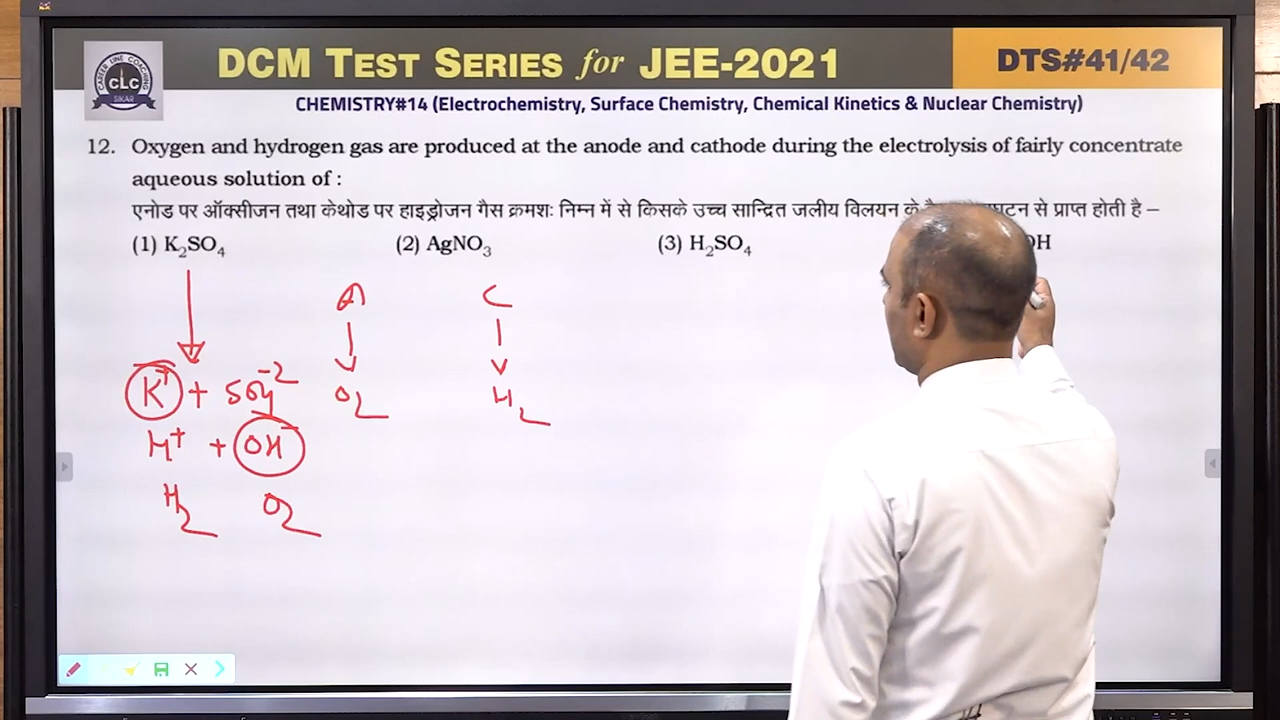 CAREER LINE COACHING
CLC
SIKAR
DCM TEST SERIES for JEE-2021
DTS#41/42
CHEMISTRY#14 (Electrochemistry, Surface Chemistry, Chemical Kinetics & Nuclear Chemistry)
12. Oxygen and hydrogen gas are produced at the anode and cathode during the electrolysis of fairly concentrate
aqueous solution of :
एनोड पर ऑक्सीजन तथा केथोड पर हाइड्रोजन गैस क्रमशः निम्न में से किसके उच्च सान्द्रित जलीय विलयन के से प्राप्त होती है –
(1) K₂SO₄ (2) AgNO₃ (3) H₂SO₄ OH
A C
K⁺ + SO₄⁻² O₂ H₂
H⁺ + OH⁻
H₂ O₂